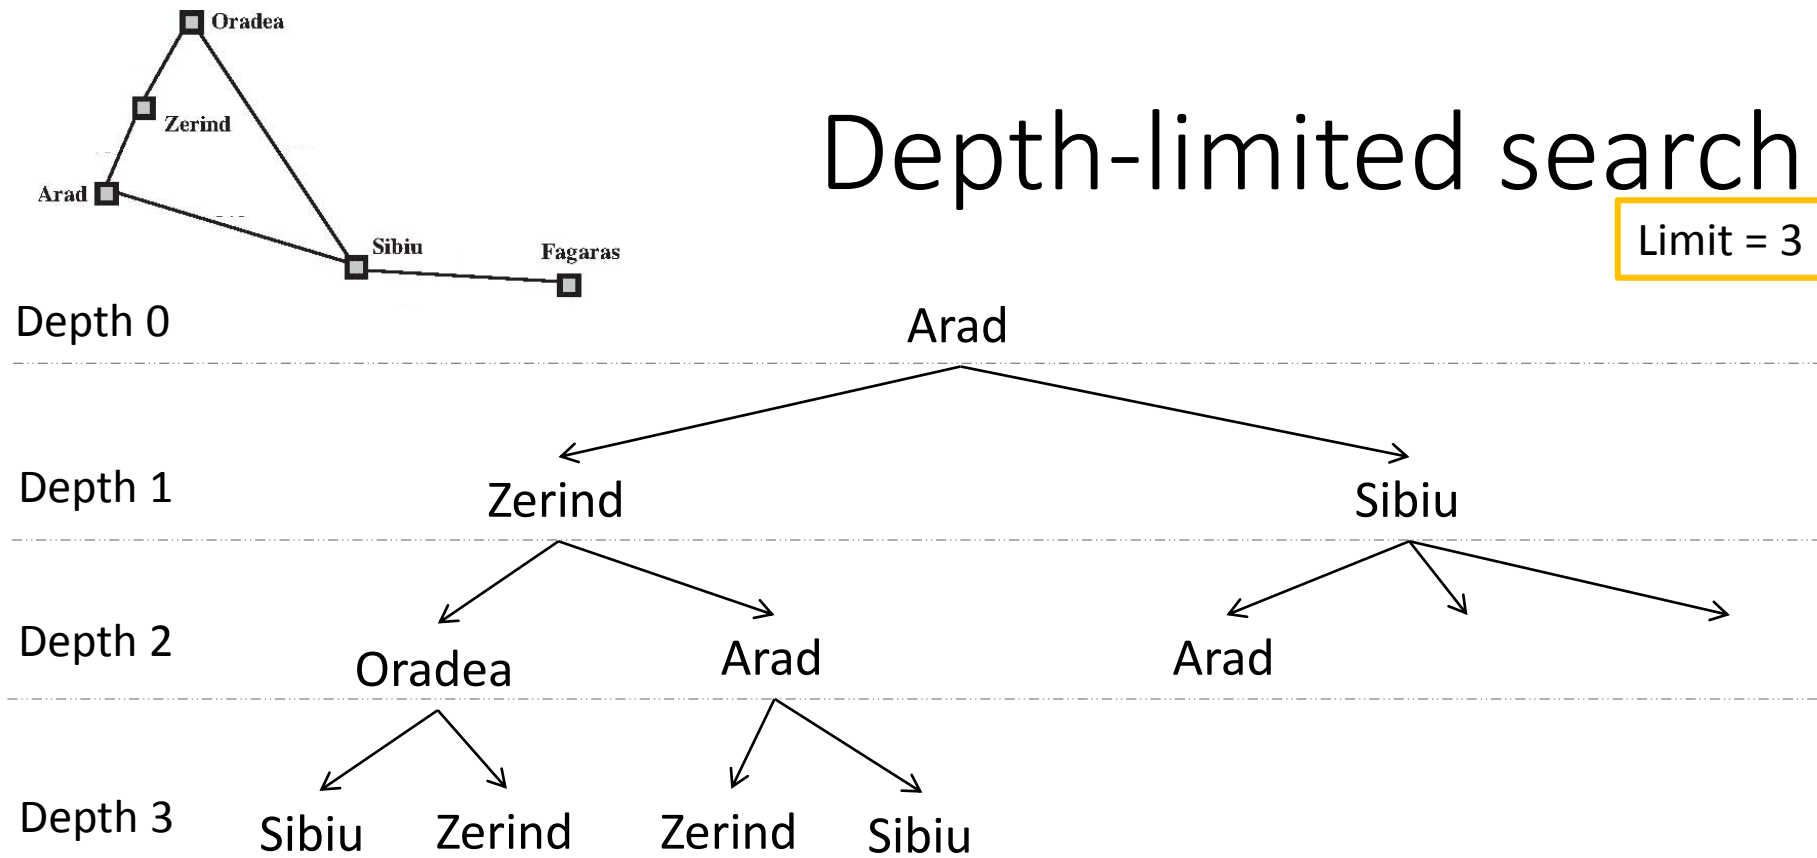 Oradea
Zerind
Arad
Sibiu
Fagaras
Depth-limited search
Limit = 3
Depth 0
Arad
Depth 1
Zerind Sibiu
Depth 2
Oradea Arad Arad
Depth 3
Sibiu Zerind Zerind Sibiu